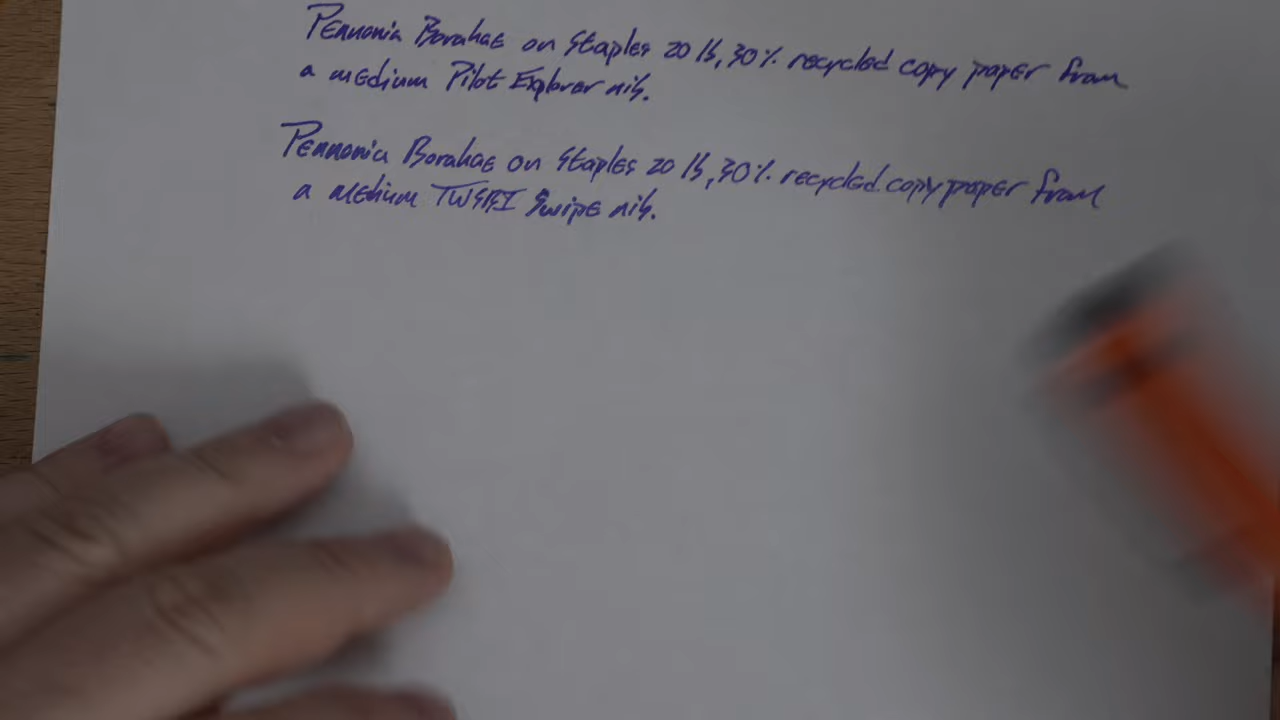 Pennonia Borahae on Staples 20 lb, 30% recycled copy paper from
a medium Pilot Explorer nib.
Pennonia Borahae on Staples 20 lb, 30% recycled copy paper from
a medium TWSBI Swipe nib.